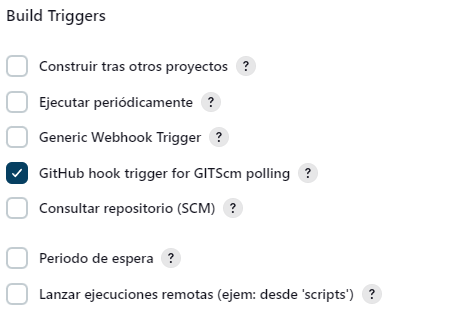 Build Triggers
Construir tras otros proyectos ?
Ejecutar periódicamente ?
Generic Webhook Trigger ?
GitHub hook trigger for GITScm polling ?
Consultar repositorio (SCM) ?
Periodo de espera ?
Lanzar ejecuciones remotas (ejem: desde 'scripts') ?